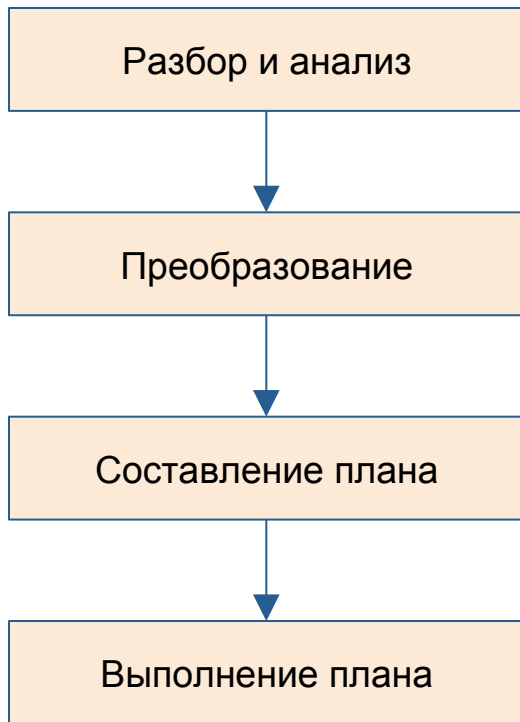 Разбор и анализ
Преобразование
Составление плана
Выполнение плана